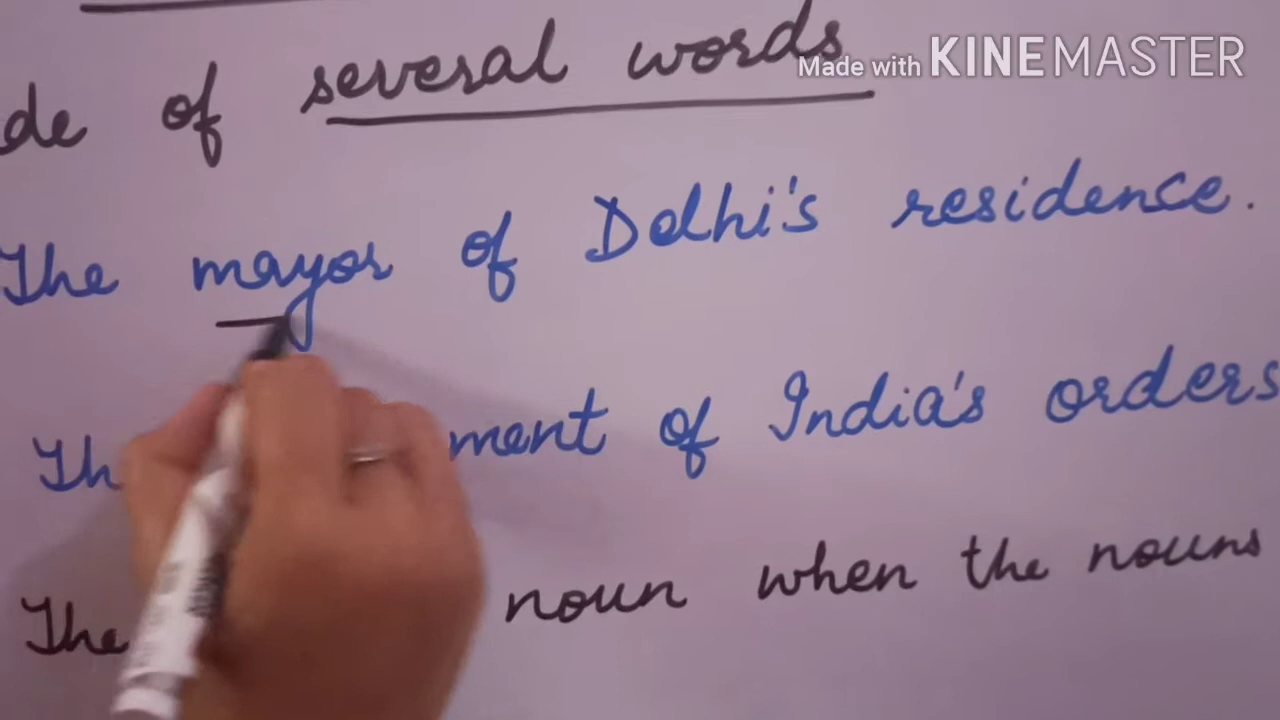 de of several words
Made with KINEMASTER
The mayor of Delhi's residence.
Th ment of India's orders
The noun when the nouns